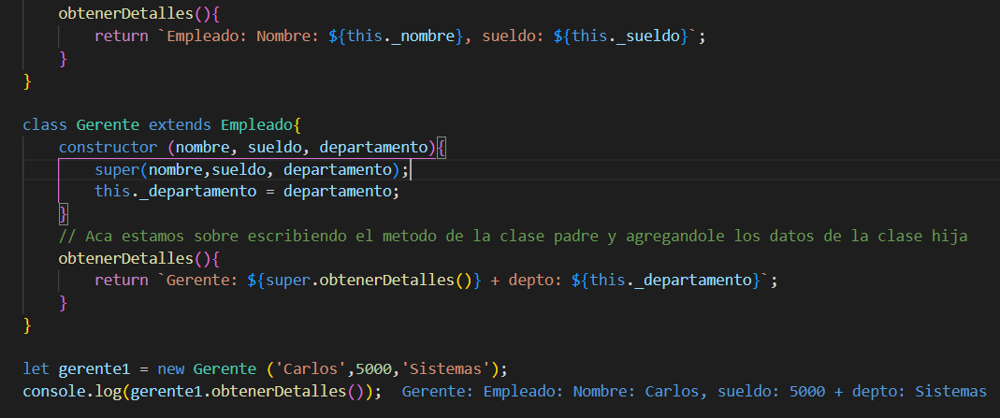 obtenerDetalles(){
return `Empleado: Nombre: ${this._nombre}, sueldo: ${this._sueldo}`;
}
}
class Gerente extends Empleado{
constructor (nombre, sueldo, departamento){
super(nombre,sueldo, departamento);
this._departamento = departamento;
}
// Aca estamos sobre escribiendo el metodo de la clase padre y agregandole los datos de la clase hija
obtenerDetalles(){
return `Gerente: ${super.obtenerDetalles()} + depto: ${this._departamento}`;
}
}
let gerente1 = new Gerente ('Carlos',5000,'Sistemas');
console.log(gerente1.obtenerDetalles()); Gerente: Empleado: Nombre: Carlos, sueldo: 5000 + depto: Sistemas